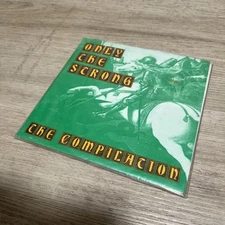 ONLY
THE
STRONG
THE COMPILATION